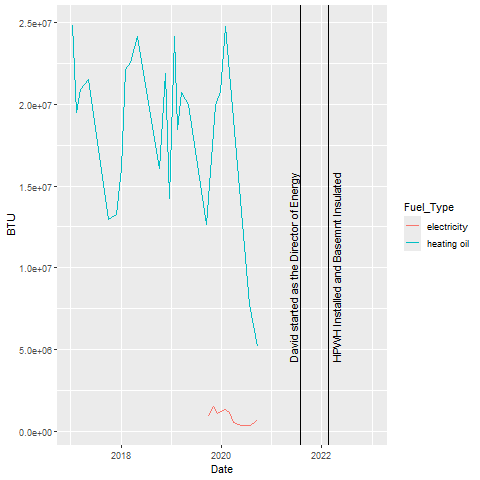 2.5e+07
2.0e+07
1.5e+07
1.0e+07
5.0e+06
0.0e+00
BTU
2018
2020
2022
Date
David started as the Director of Energy
HPWH Installed and Basemnt Insulated
Fuel_Type
electricity
heating oil